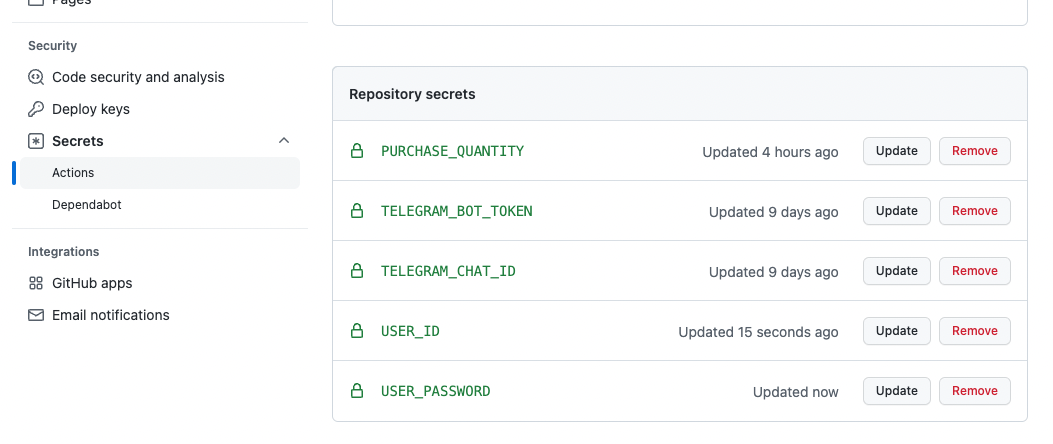 Pages
Security
Code security and analysis
Deploy keys
Secrets
Actions
Dependabot
Integrations
GitHub apps
Email notifications
Repository secrets
PURCHASE_QUANTITY Updated 4 hours ago Update Remove
TELEGRAM_BOT_TOKEN Updated 9 days ago Update Remove
TELEGRAM_CHAT_ID Updated 9 days ago Update Remove
USER_ID Updated 15 seconds ago Update Remove
USER_PASSWORD Updated now Update Remove